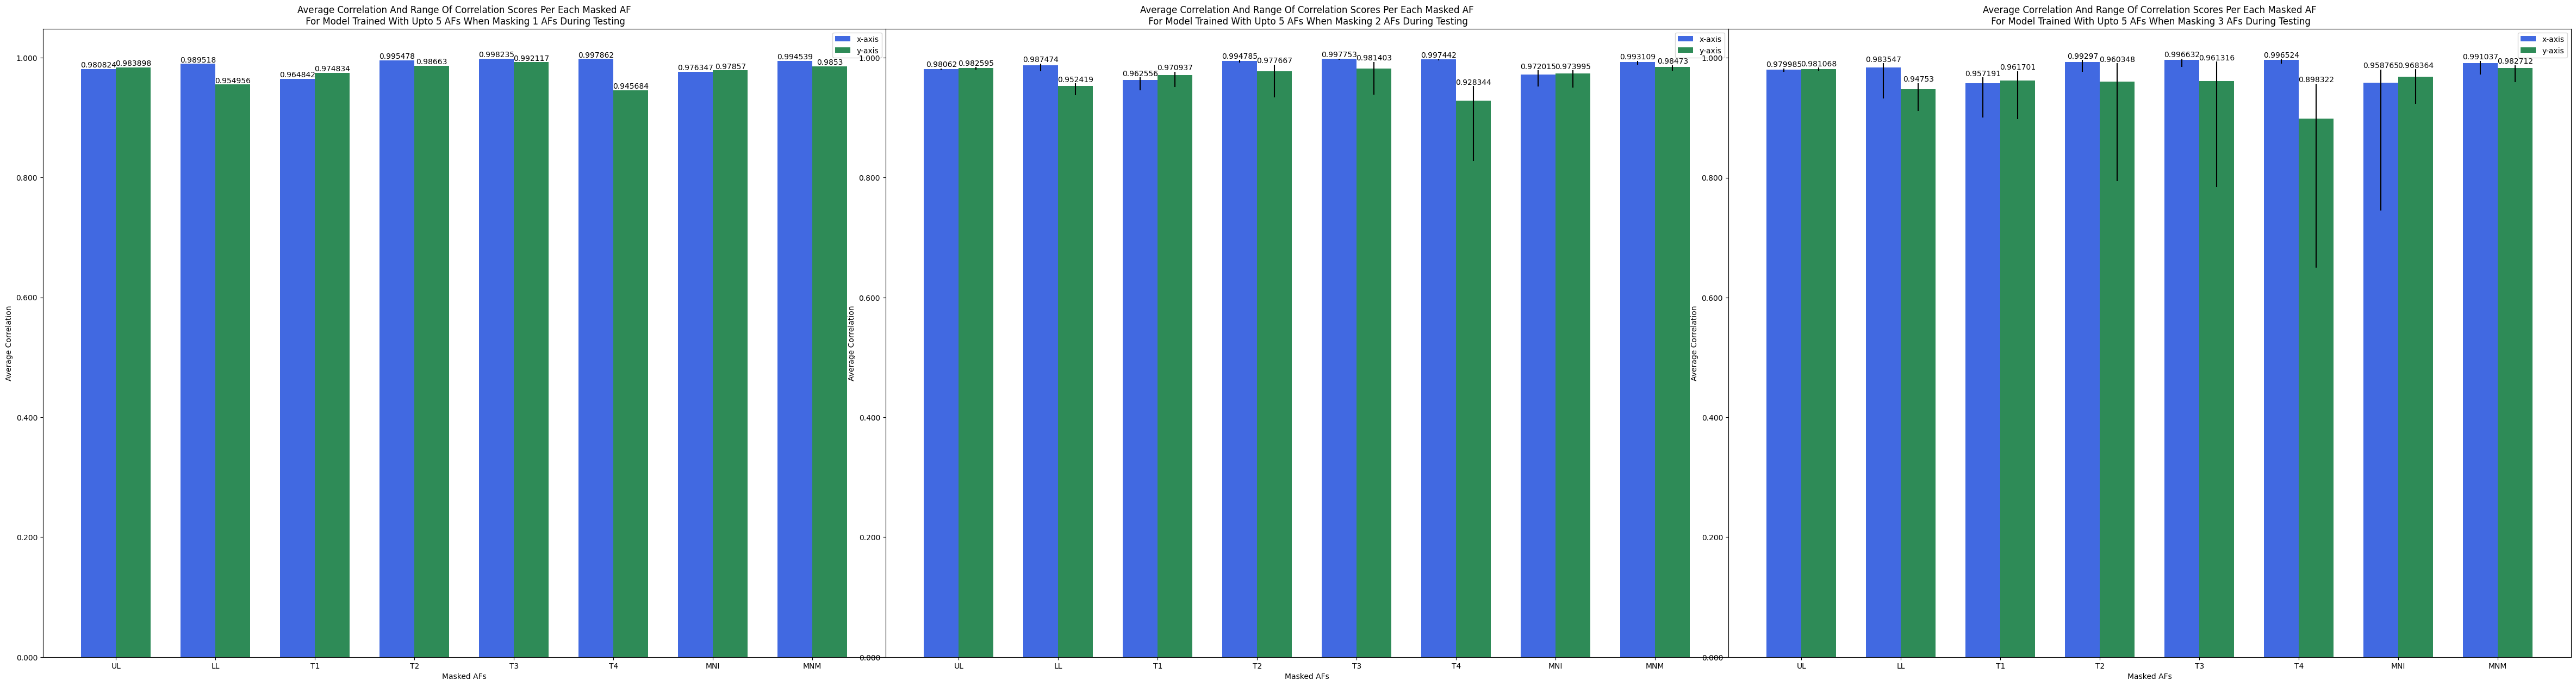 Average Correlation And Range Of Correlation Scores Per Each Masked AF
For Model Trained With Upto 5 AFs When Masking 1 AFs During Testing
x-axis
y-axis
1.000
0.800
0.600
0.400
0.200
0.000
Average Correlation
0.980824 0.983898 0.989518 0.954956 0.964842 0.974834 0.995478 0.98663 0.998235 0.992117 0.997862 0.945684 0.976347 0.97857 0.994539 0.9853
UL LL T1 T2 T3 T4 MNI MNM
Masked AFs
Average Correlation And Range Of Correlation Scores Per Each Masked AF
For Model Trained With Upto 5 AFs When Masking 2 AFs During Testing
x-axis
y-axis
1.000
0.800
0.600
0.400
0.200
0.000
Average Correlation
0.98062 0.982595 0.987474 0.952419 0.962556 0.970937 0.994785 0.977667 0.997753 0.981403 0.997442 0.928344 0.972015 0.973995 0.993109 0.98473
UL LL T1 T2 T3 T4 MNI MNM
Masked AFs
Average Correlation And Range Of Correlation Scores Per Each Masked AF
For Model Trained With Upto 5 AFs When Masking 3 AFs During Testing
x-axis
y-axis
1.000
0.800
0.600
0.400
0.200
0.000
Average Correlation
0.979985 0.981068 0.983547 0.94753 0.957191 0.961701 0.99297 0.960348 0.996632 0.961316 0.996524 0.898322 0.958765 0.968364 0.991037 0.982712
UL LL T1 T2 T3 T4 MNI MNM
Masked AFs